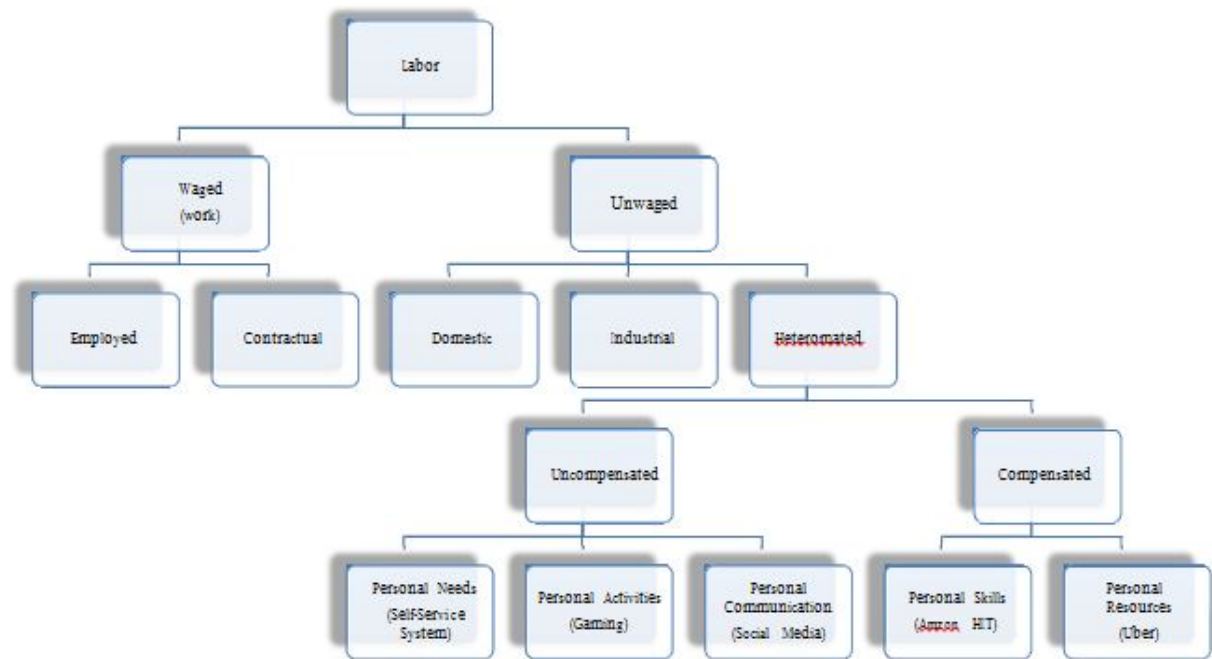 Labor
Waged
(work)
Unwaged
Employed
Contractual
Domestic
Industrial
Heteromated
Uncompensated
Compensated
Personal Needs
(Self-Service
System)
Personal Activities
(Gaming)
Personal
Communication
(Social Media)
Personal Skills
(Amzon HIT)
Personal
Resources
(Uber)